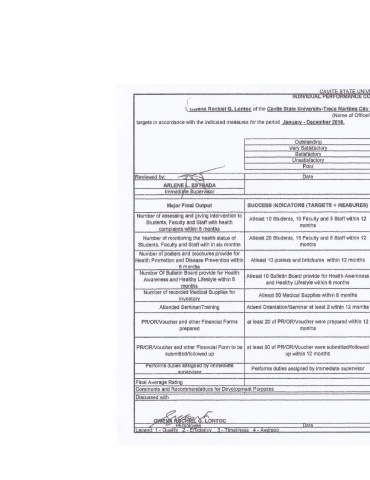 CAVITE STATE UNIV
INDIVIDUAL PERFORMANCE CO
I, Gweve Rochiel G. Lontoc of the Cavite State University-Trece Martires City
(Name of Officer
targets in accordance with the indicated measures for the period January - December 2018.
Outstanding
Very Satisfactory
Satisfactory
Unsatisfactory
Poor
Reviewed by:
Date
ARLENE L. ESTRADA
Immediate Supervisor
Major Final Output
SUCCESS INDICATORS (TARGETS + MEASURES)
Number of assessing and giving intervention to
Students, Faculty and Staff with health
complaints within 6 months
Atleast 10 Students, 10 Faculty and 5 Staff within 12
months
Number of monitoring the health status of
Students, Faculty and Staff with in six months
Atleast 20 Students, 15 Faculty and 5 Staff within 12
months
Number of posters and brochures provide for
Health Promotion and Disease Prevention within
6 months
Atleast 10 posters and brochures within 12 months
Number Of Bulletin Board provide for Health
Awareness and Healthy Lifestyle within 6
months
Atleast 10 Bulletin Board provide for Health Awareness
and Healthy Lifestyle within 6 months
Number of recorded Medical Supplies for
Inventory
Atleast 50 Medical Supplies within 6 months
Attended Seminar/Training
Attend Orientation/Seminar at least 2 within 12 months
PR/OR/Voucher and other Financial Forms
prepared
at least 20 of PR/OR/Voucher were prepared within 12
months
PR/OR/Voucher and other Financial Form to be
submitted/followed up
at least 20 of PR/OR/Voucher were submitted/followed
up within 12 months
Performs duties assigned by immediate
supervisor
Performs duties assigned by immediate supervisor
Final Average Rating
Comments and Recommendations for Development Purposes
Discussed with
GWEVE ROCHIEL G. LONTOC
Employee
Date
Legend: 1 - Quality 2 - Efficiency 3 - Timeliness 4 - Average